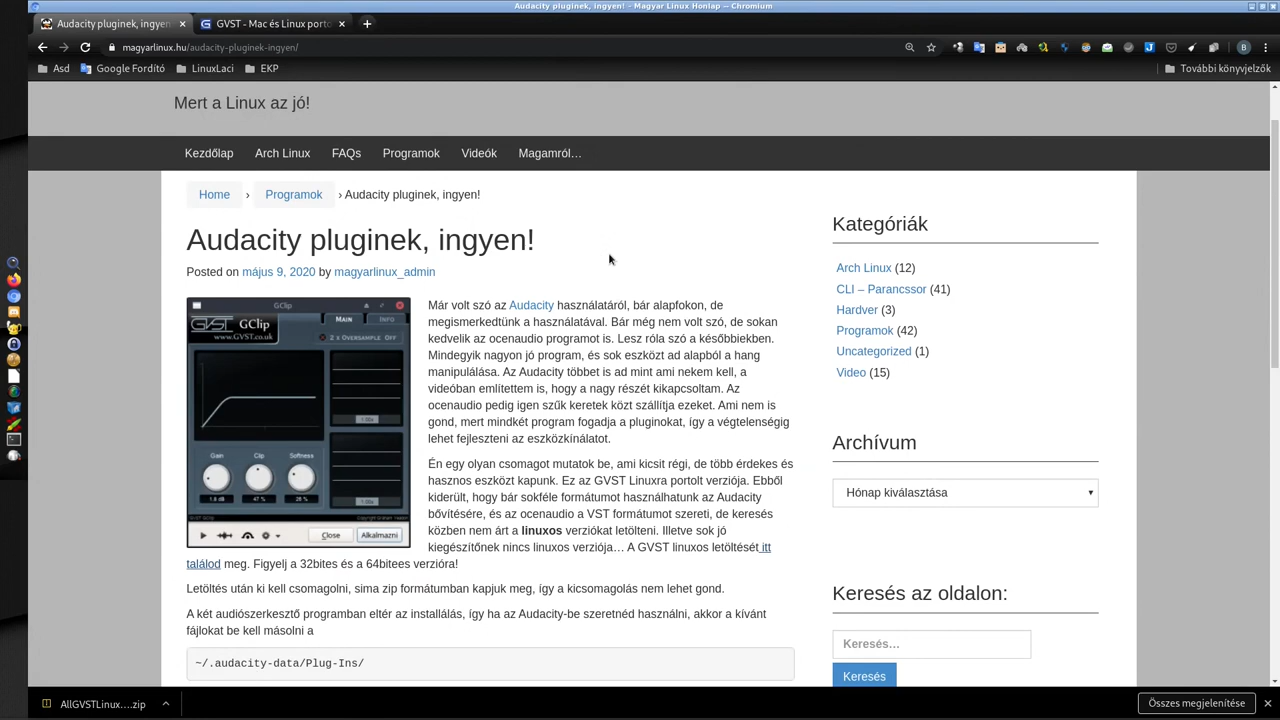 Audacity pluginek, ingyen! - Magyar Linux Honlap – Chromium
Audacity pluginek, ingyen
GVST - Mac és Linux porto
magyarlinux.hu/audacity-pluginek-ingyen/
B
Asd
Google Fordító
LinuxLaci
EKP
További könyvjelzők
Mert a Linux az jó!
Kezdőlap
Arch Linux
FAQs
Programok
Videók
Magamról…
Home › Programok › Audacity pluginek, ingyen!
Audacity pluginek, ingyen!
Posted on május 9, 2020 by magyarlinux_admin
GClip
GVST GClip
www.GVST.co.uk
MAIN
INFO
2 x Oversample Off
1.00x
Gain
Clip
Softness
1.8 dB
47 %
26 %
1.00x
Close
Alkalmazni
Már volt szó az Audacity használatáról, bár alapfokon, de
megismerkedtünk a használatával. Bár még nem volt szó, de sokan
kedvelik az ocenaudio programot is. Lesz róla szó a későbbiekben.
Mindegyik nagyon jó program, és sok eszközt ad alapból a hang
manipulálása. Az Audacity többet is ad mint ami nekem kell, a
videóban említettem is, hogy a nagy részét kikapcsoltam. Az
ocenaudio pedig igen szűk keretek közt szállítja ezeket. Ami nem is
gond, mert mindkét program fogadja a pluginokat, így a végtelenségig
lehet fejleszteni az eszközkínálatot.
Én egy olyan csomagot mutatok be, ami kicsit régi, de több érdekes és
hasznos eszközt kapunk. Ez az GVST Linuxra portolt verziója. Ebből
kiderült, hogy bár sokféle formátumot használhatunk az Audacity
bővítésére, és az ocenaudio a VST formátumot szereti, de keresés
közben nem árt a linuxos verziókat letölteni. Illetve sok jó
kiegészítőnek nincs linuxos verziója… A GVST linuxos letöltését itt
találod meg. Figyelj a 32bites és a 64bitees verzióra!
Letöltés után ki kell csomagolni, sima zip formátumban kapjuk meg, így a kicsomagolás nem lehet gond.
A két audiószerkesztő programban eltér az installálás, így ha az Audacity-be szeretnéd használni, akkor a kívánt
fájlokat be kell másolni a
~/.audacity-data/Plug-Ins/
Kategóriák
Arch Linux (12)
CLI – Parancssor (41)
Hardver (3)
Programok (42)
Uncategorized (1)
Video (15)
Archívum
Hónap kiválasztása
Keresés az oldalon:
Keresés…
Keresés
AllGVSTLinux....zip
Összes megjelenítése